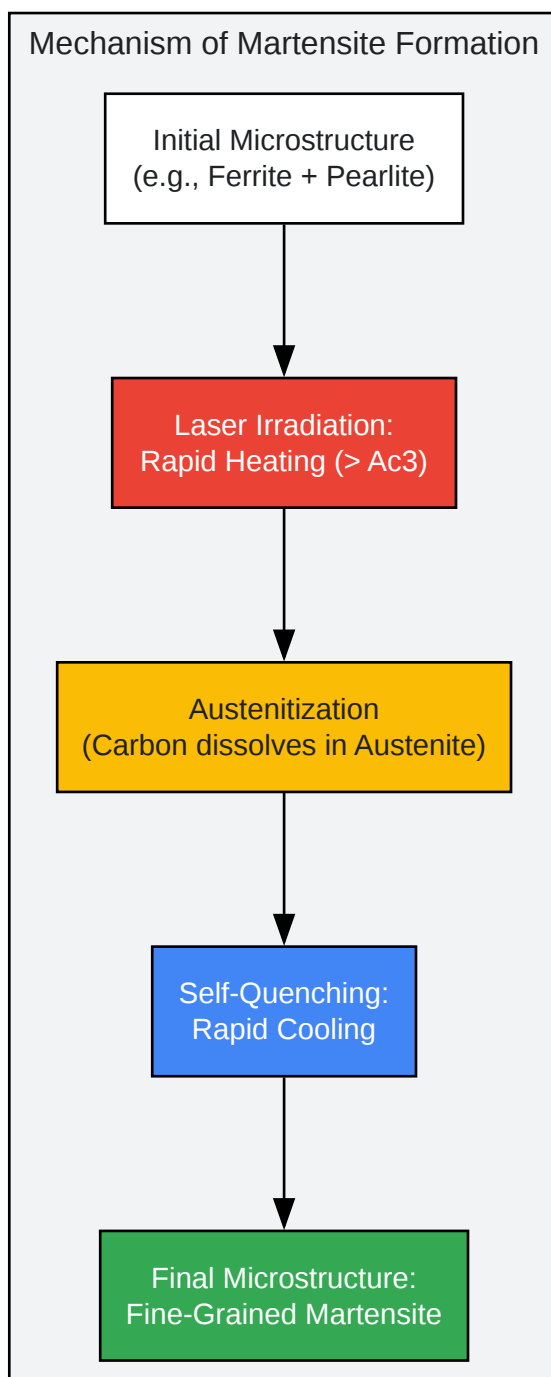 Mechanism of Martensite Formation
Initial Microstructure
(e.g., Ferrite + Pearlite)
Laser Irradiation:
Rapid Heating (> Ac3)
Austenitization
(Carbon dissolves in Austenite)
Self-Quenching:
Rapid Cooling
Final Microstructure:
Fine-Grained Martensite